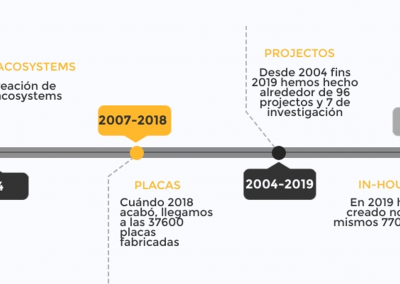 ACOSYSTEMS
eación de
acosystems
2007-2018
PROJECTOS
Desde 2004 fins
2019 hemos hecho
alrededor de 96
projectos y 7 de
investigación
4
PLACAS
Cuándo 2018
acabó, llegamos
a las 37600
placas
fabricadas
2004-2019
IN-HOU
En 2019 h
creado no
mismos 770